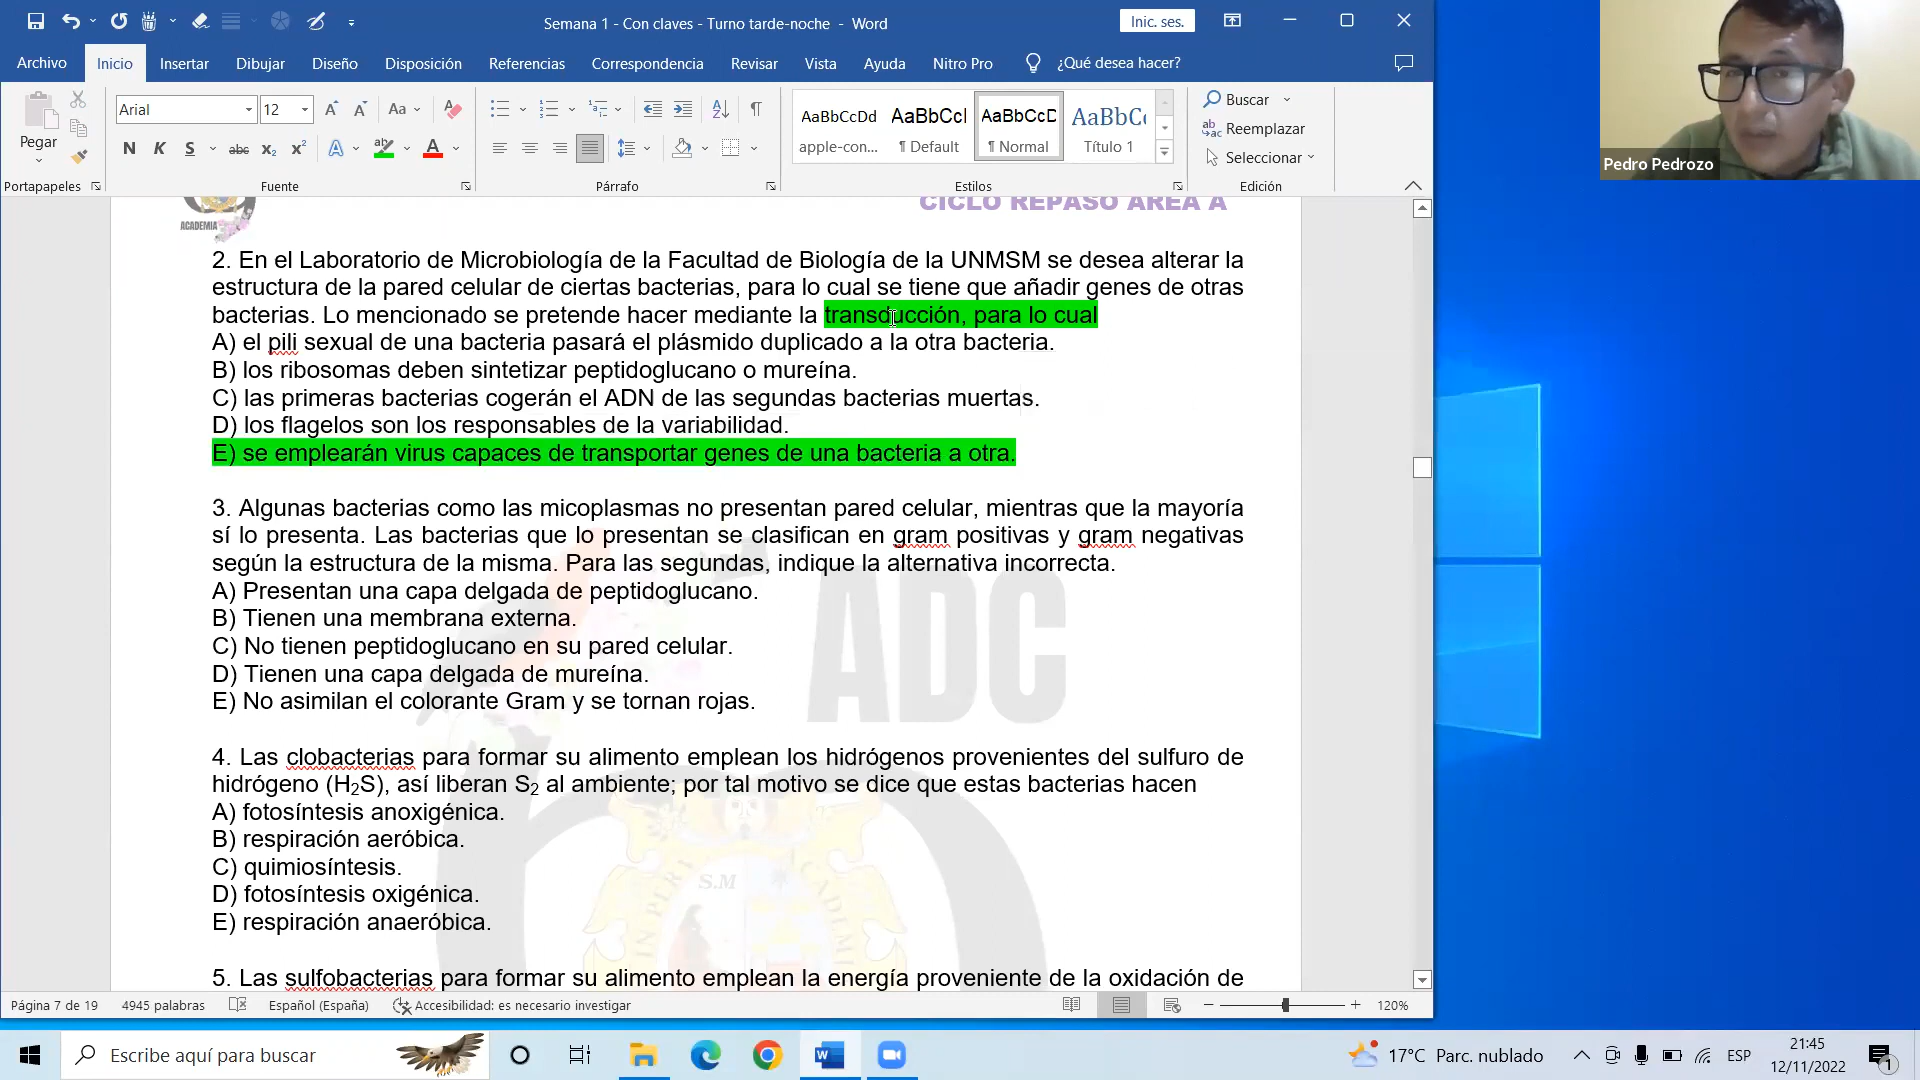 Semana 1 - Con claves - Turno tarde-noche - Word
Inic. ses.
Archivo Inicio Insertar Dibujar Diseño Disposición Referencias Correspondencia Revisar Vista Ayuda Nitro Pro ¿Qué desea hacer?
Pegar
Portapapeles
Arial 12
Aa
N K S abc x₂ x² A ab A
Fuente
Párrafo
AaBbCcDd AaBbCcI AaBbCcD AaBbCc
apple-con... ¶ Default ¶ Normal Título 1
Estilos
Buscar
Reemplazar
Seleccionar
Edición
Pedro Pedrozo
ACADEMIA
CICLO REPASO ÁREA A
2. En el Laboratorio de Microbiología de la Facultad de Biología de la UNMSM se desea alterar la
estructura de la pared celular de ciertas bacterias, para lo cual se tiene que añadir genes de otras
bacterias. Lo mencionado se pretende hacer mediante la transducción, para lo cual
A) el pili sexual de una bacteria pasará el plásmido duplicado a la otra bacteria.
B) los ribosomas deben sintetizar peptidoglucano o mureína.
C) las primeras bacterias cogerán el ADN de las segundas bacterias muertas.
D) los flagelos son los responsables de la variabilidad.
E) se emplearán virus capaces de transportar genes de una bacteria a otra.
3. Algunas bacterias como las micoplasmas no presentan pared celular, mientras que la mayoría
sí lo presenta. Las bacterias que lo presentan se clasifican en gram positivas y gram negativas
según la estructura de la misma. Para las segundas, indique la alternativa incorrecta.
A) Presentan una capa delgada de peptidoglucano.
B) Tienen una membrana externa.
C) No tienen peptidoglucano en su pared celular.
D) Tienen una capa delgada de mureína.
E) No asimilan el colorante Gram y se tornan rojas.
ADC
4. Las clobacterias para formar su alimento emplean los hidrógenos provenientes del sulfuro de
hidrógeno (H₂S), así liberan S₂ al ambiente; por tal motivo se dice que estas bacterias hacen
A) fotosíntesis anoxigénica.
B) respiración aeróbica.
C) quimiosíntesis.
D) fotosíntesis oxigénica.
E) respiración anaeróbica.
S.M
5. Las sulfobacterias para formar su alimento emplean la energía proveniente de la oxidación de
Página 7 de 19 4945 palabras Español (España) Accesibilidad: es necesario investigar 120%
Escribe aquí para buscar
17°C Parc. nublado
ESP
21:45
12/11/2022
1